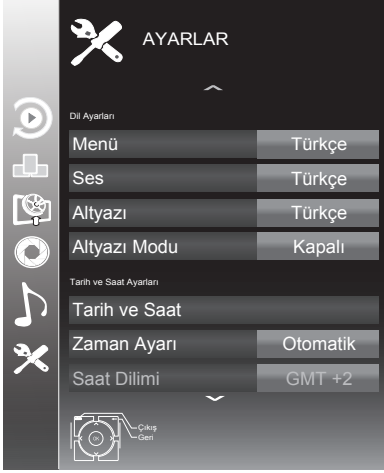 AYARLAR
Dil Ayarları
Menü Türkçe
Ses Türkçe
Altyazı Türkçe
Altyazı Modu Kapalı
Tarih ve Saat Ayarları
Tarih ve Saat
Zaman Ayarı Otomatik
Saat Dilimi GMT +2
Çıkış
OK Geri